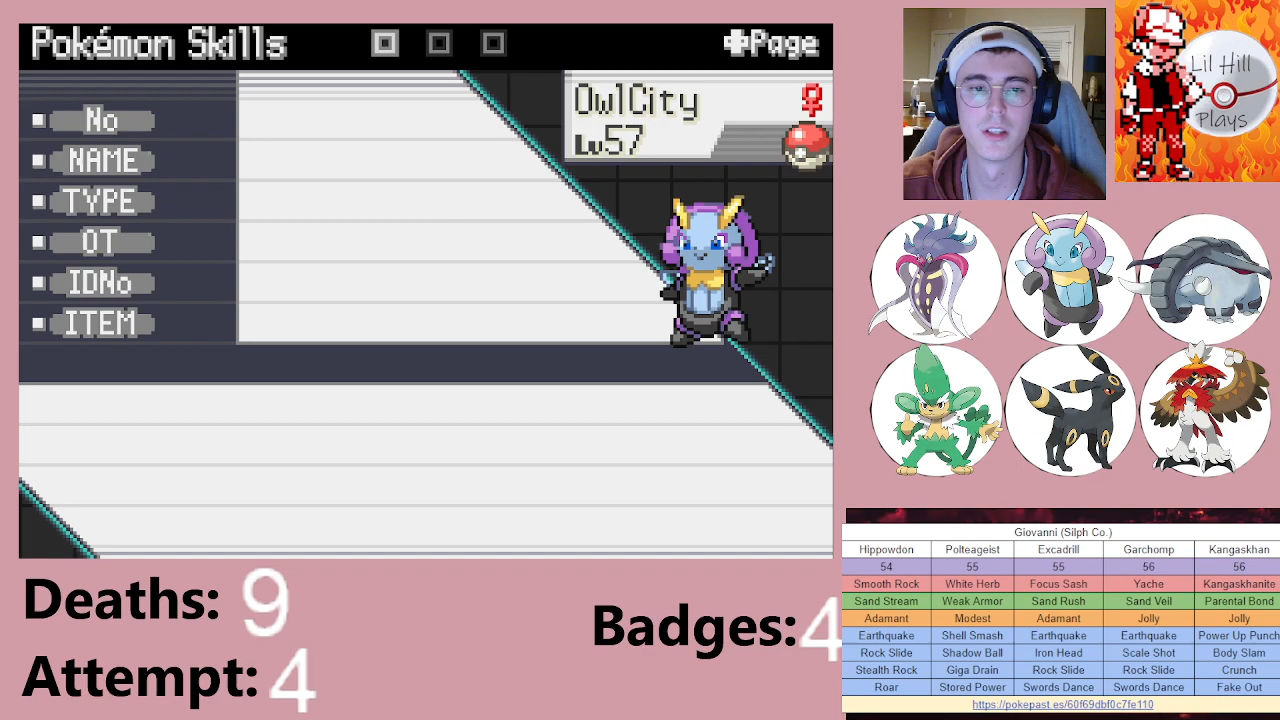 Pokémon Skills
Page
No
NAME
TYPE
OT
IDNo
ITEM
OwlCity
Lv57
Lil Hill
Plays
Deaths: 9
Attempt: 4
Badges: 4
Giovanni (Silph Co.)
Hippowdon Polteageist Excadrill Garchomp Kangaskhan
54 55 55 56 56
Smooth Rock White Herb Focus Sash Yache Kangaskhanite
Sand Stream Weak Armor Sand Rush Sand Veil Parental Bond
Adamant Modest Adamant Jolly Jolly
Earthquake Shell Smash Earthquake Earthquake Power Up Punch
Rock Slide Shadow Ball Iron Head Scale Shot Body Slam
Stealth Rock Giga Drain Rock Slide Rock Slide Crunch
Roar Stored Power Swords Dance Swords Dance Fake Out
https://pokepast.es/60f69dbf0c7fe110